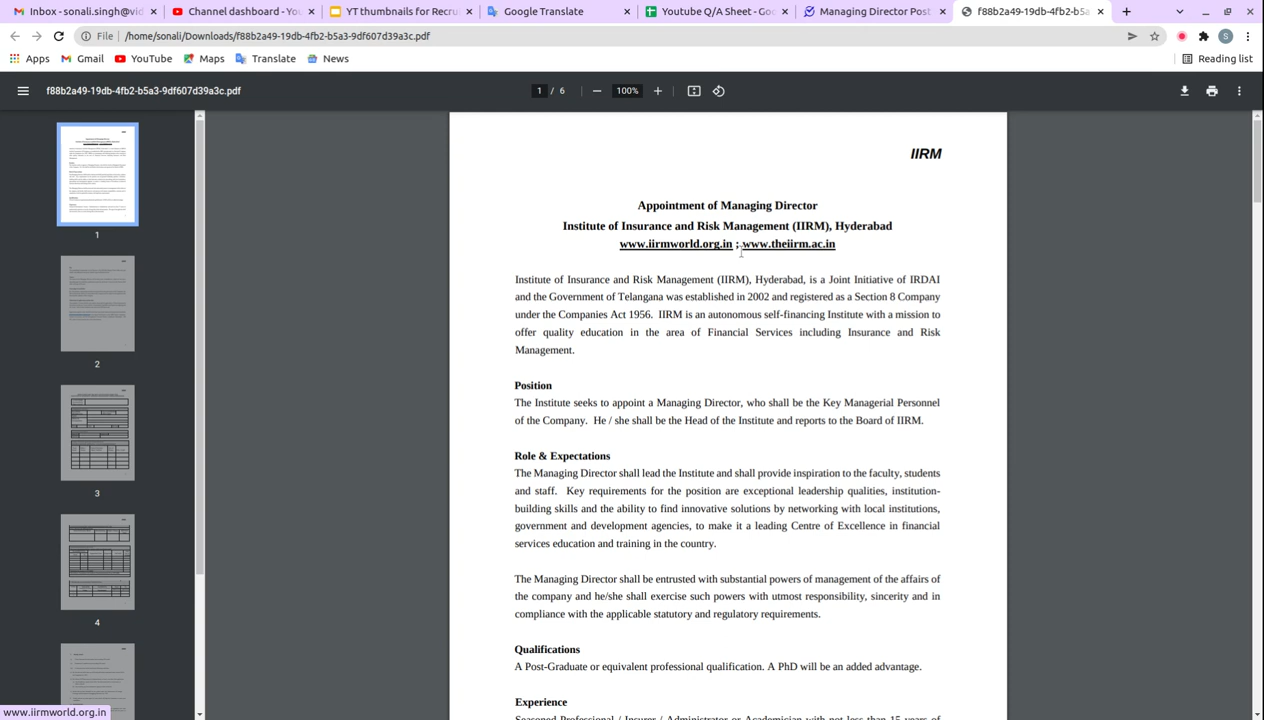 Inbox - sonali.singh@vid
Channel dashboard - You
YT thumbnails for Recrui
Google Translate
Youtube Q/A Sheet - Goo
Managing Director Post
f88b2a49-19db-4fb2-b5a
File
/home/sonali/Downloads/f88b2a49-19db-4fb2-b5a3-9df607d39a3c.pdf
S
Apps
Gmail
YouTube
Maps
Translate
News
Reading list
f88b2a49-19db-4fb2-b5a3-9df607d39a3c.pdf
1 / 6
100%
1
2
3
4
IIRM
Appointment of Managing Director
Institute of Insurance and Risk Management (IIRM), Hyderabad
www.iirmworld.org.in ; www.theiirm.ac.in
Institute of Insurance and Risk Management (IIRM), Hyderabad, is a Joint Initiative of IRDAI
and the Government of Telangana was established in 2002 and registered as a Section 8 Company
under the Companies Act 1956. IIRM is an autonomous self-financing Institute with a mission to
offer quality education in the area of Financial Services including Insurance and Risk
Management.
Position
The Institute seeks to appoint a Managing Director, who shall be the Key Managerial Personnel
of the Company. He / she shall be the Head of the Institute and reports to the Board of IIRM.
Role & Expectations
The Managing Director shall lead the Institute and shall provide inspiration to the faculty, students
and staff. Key requirements for the position are exceptional leadership qualities, institution-
building skills and the ability to find innovative solutions by networking with local institutions,
government and development agencies, to make it a leading Centre of Excellence in financial
services education and training in the country.
The Managing Director shall be entrusted with substantial powers of management of the affairs of
the company and he/she shall exercise such powers with utmost responsibility, sincerity and in
compliance with the applicable statutory and regulatory requirements.
Qualifications
A Post-Graduate or equivalent professional qualification. A PhD will be an added advantage.
Experience
Seasoned Professional / Insurer / Administrator or Academician with not less than 15 years of
www.iirmworld.org.in